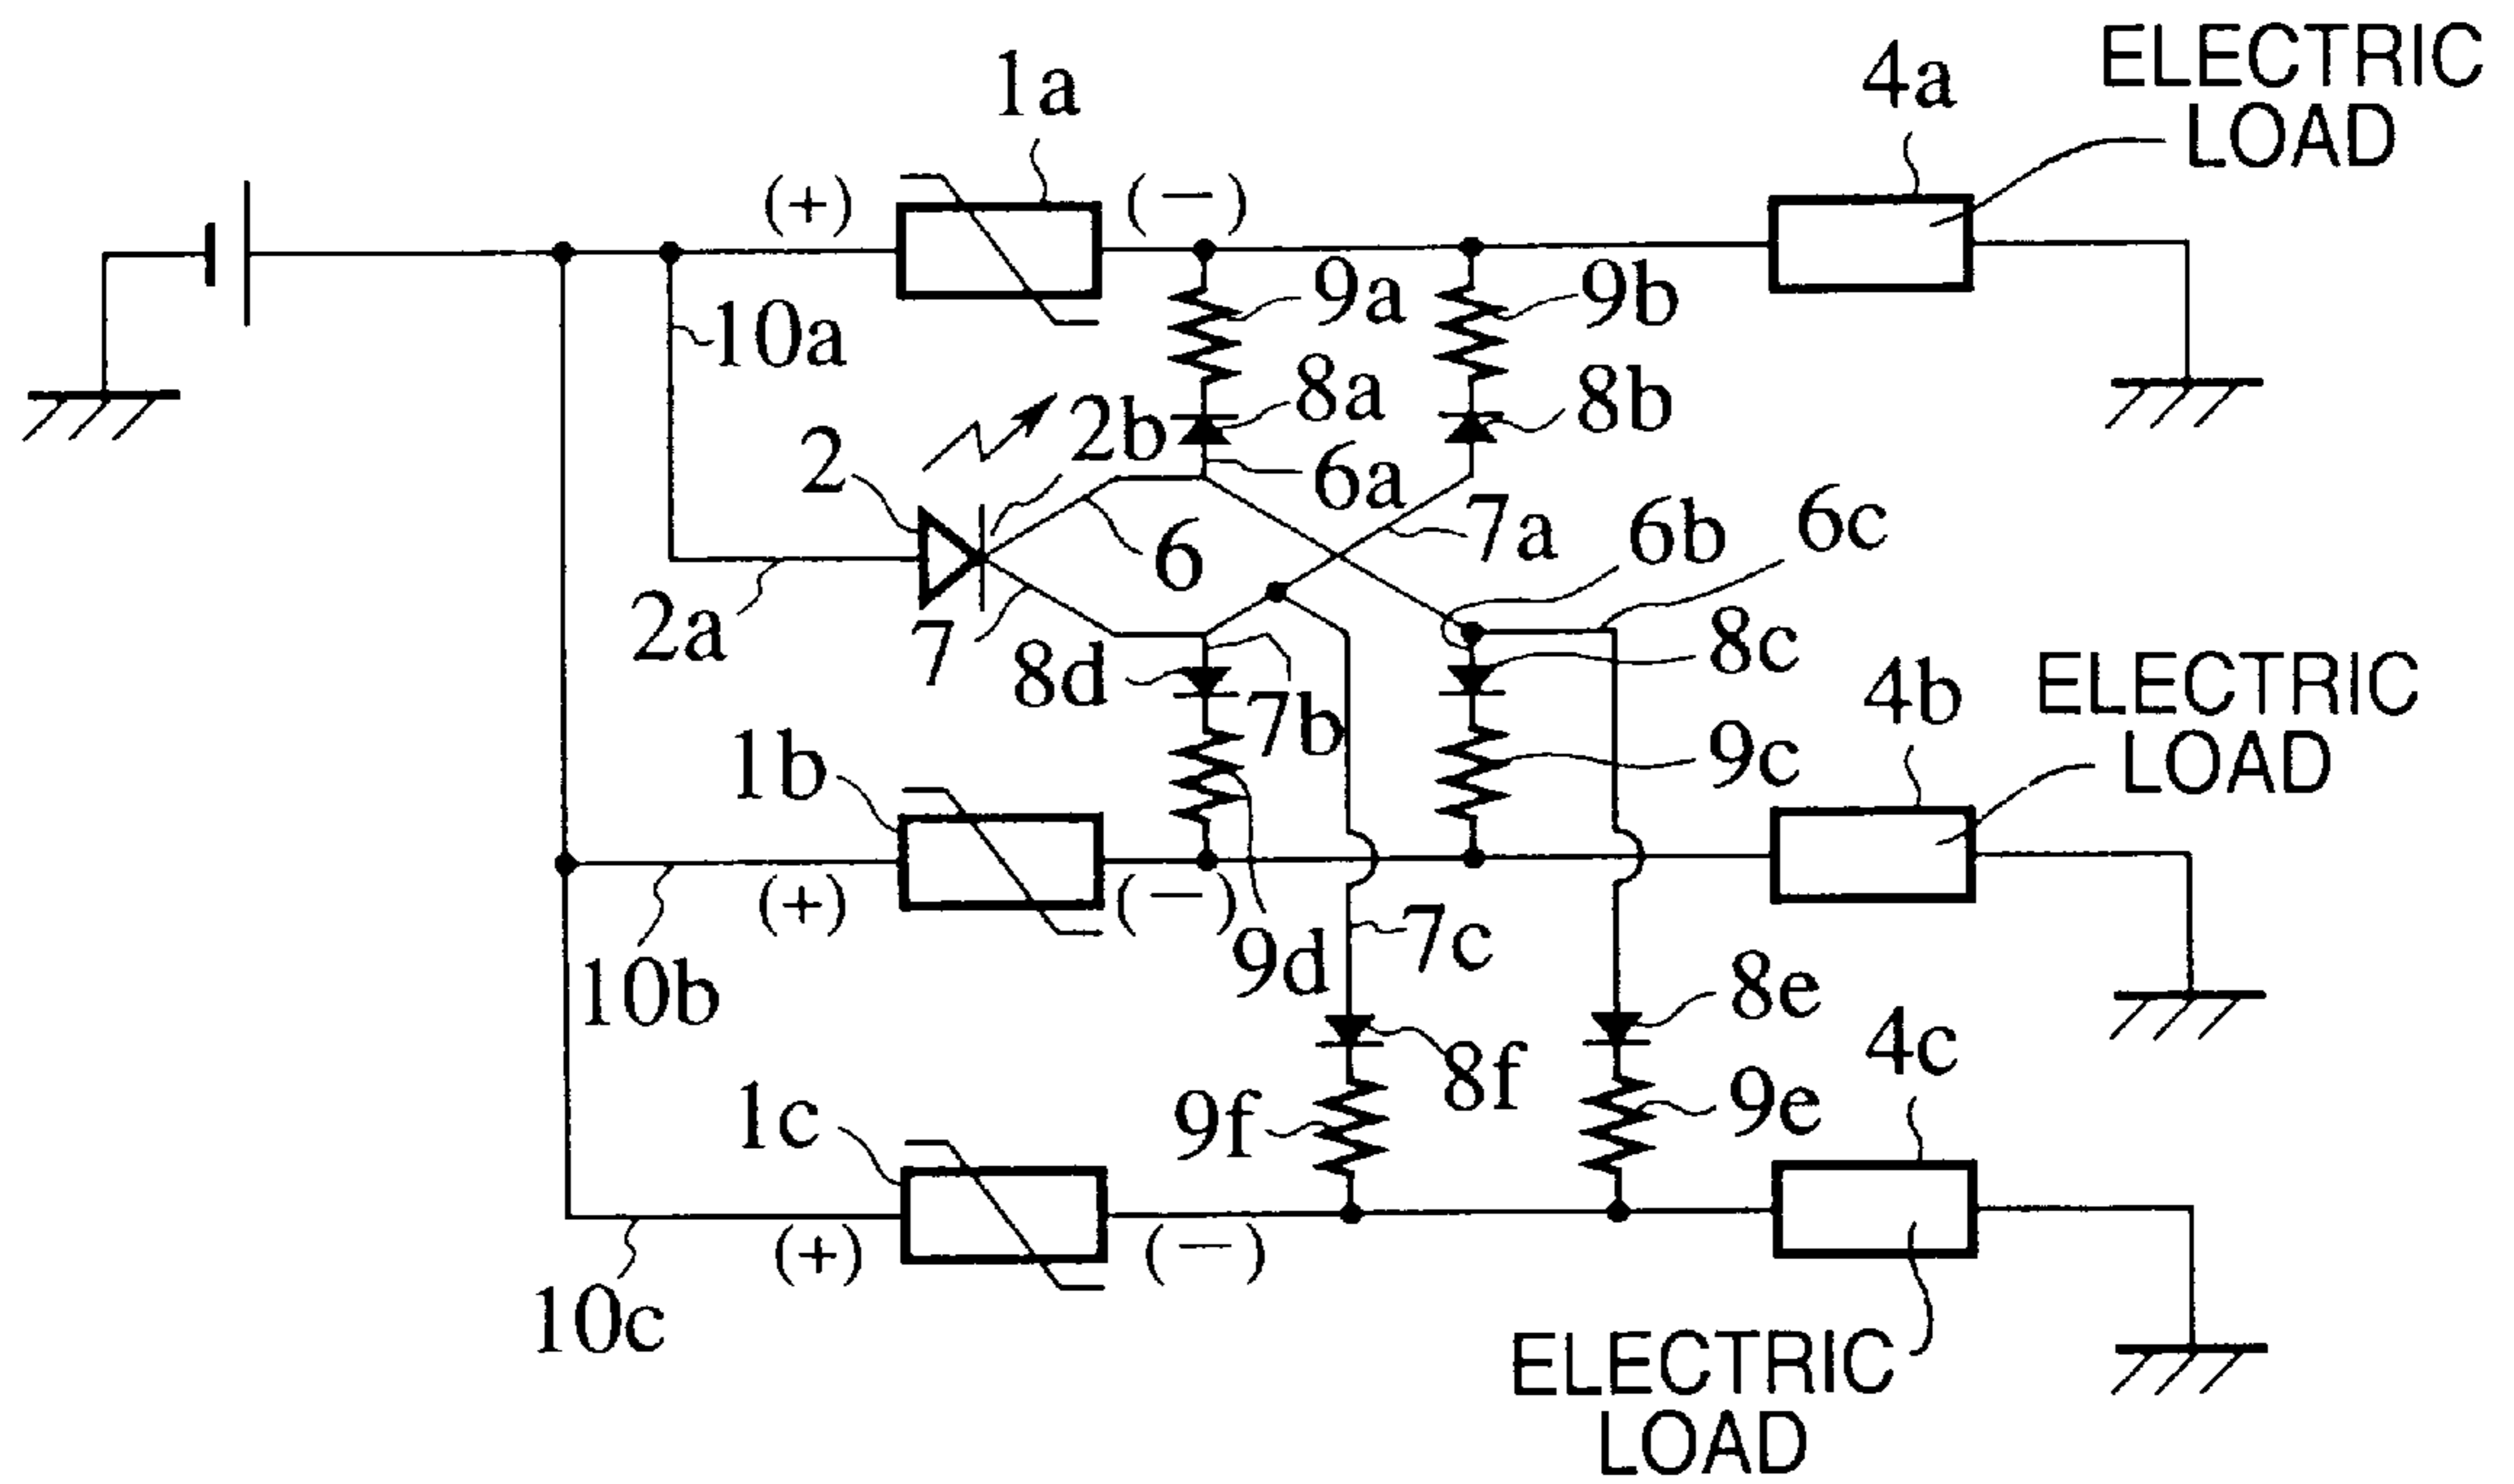 1a
4a
ELECTRIC
LOAD
(+)
(—)
9a
9b
10a
2b
8a
8b
2
6a
6
7a
6b
6c
2a
7
8d
8c
7b
4b
ELECTRIC
LOAD
1b
9c
(+)
(—)
9d
7c
10b
8e
4c
8f
9e
1c
9f
(+)
(—)
10c
ELECTRIC
LOAD